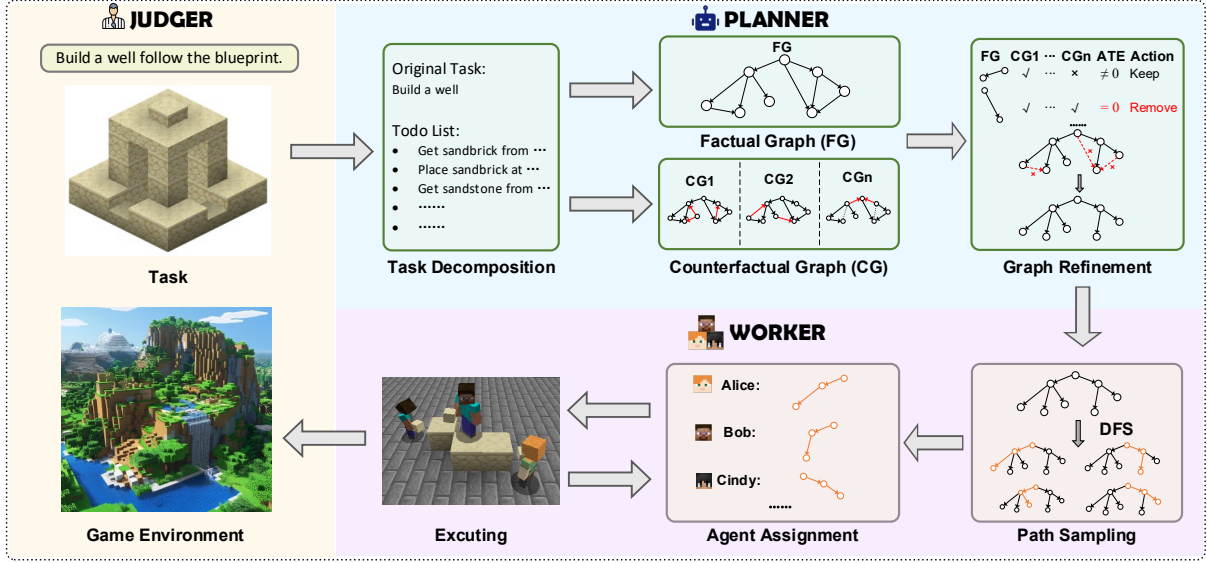 JUDGER
Build a well follow the blueprint.
Task
Game Environment
PLANNER
Original Task:
Build a well
Todo List:
• Get sandbrick from ···
• Place sandbrick at ···
• Get sandstone from ···
• ······
• ······
Task Decomposition
FG
Factual Graph (FG)
CG1 CG2 CGn
Counterfactual Graph (CG)
FG CG1 ··· CGn ATE Action
√ ··· × ≠ 0 Keep
√ ··· √ = 0 Remove
······
Graph Refinement
WORKER
Excuting
Alice:
Bob:
Cindy:
······
Agent Assignment
DFS
Path Sampling